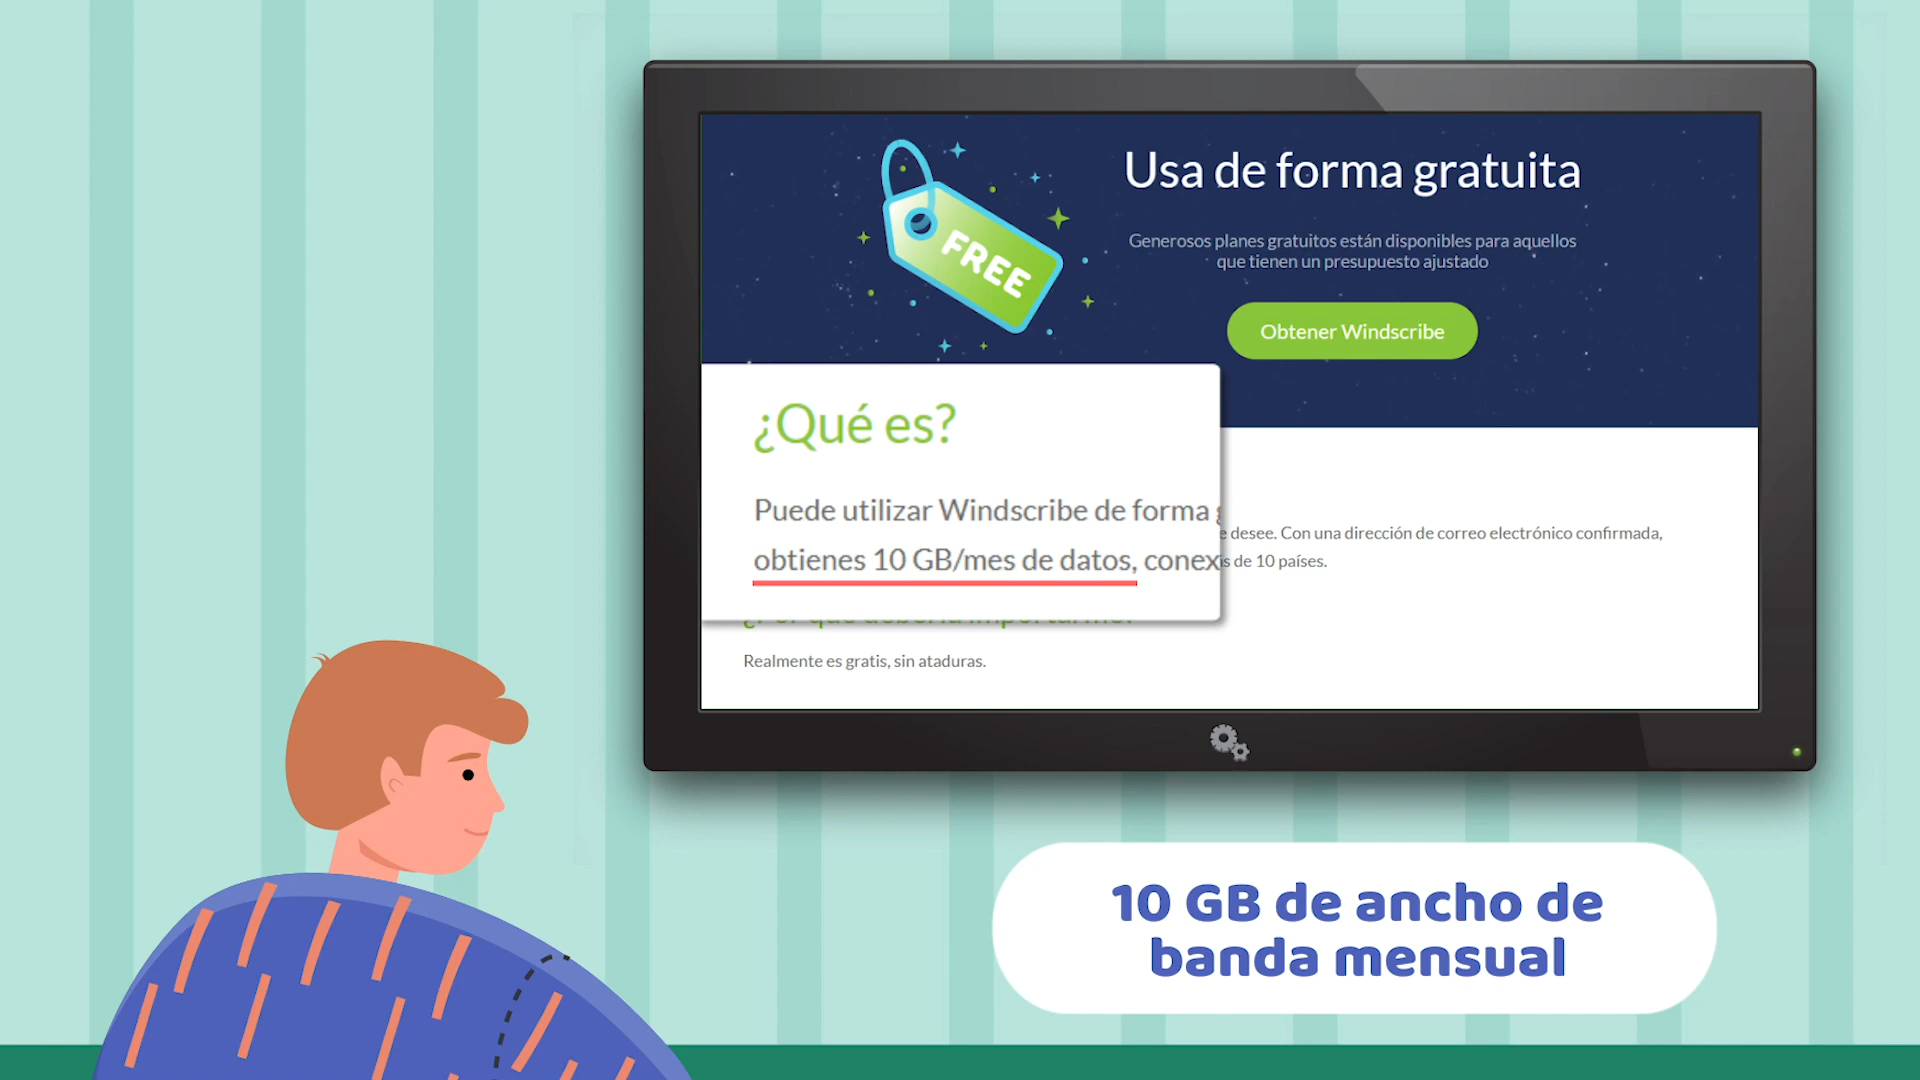 Usa de forma gratuita
FREE
Generosos planes gratuitos están disponibles para aquellos
que tienen un presupuesto ajustado
Obtener Windscribe
¿Qué es?
Puede utilizar Windscribe de forma
desee. Con una dirección de correo electrónico confirmada,
obtienes 10 GB/mes de datos, conex
de 10 países.
Realmente es gratis, sin ataduras.
10 GB de ancho de
banda mensual